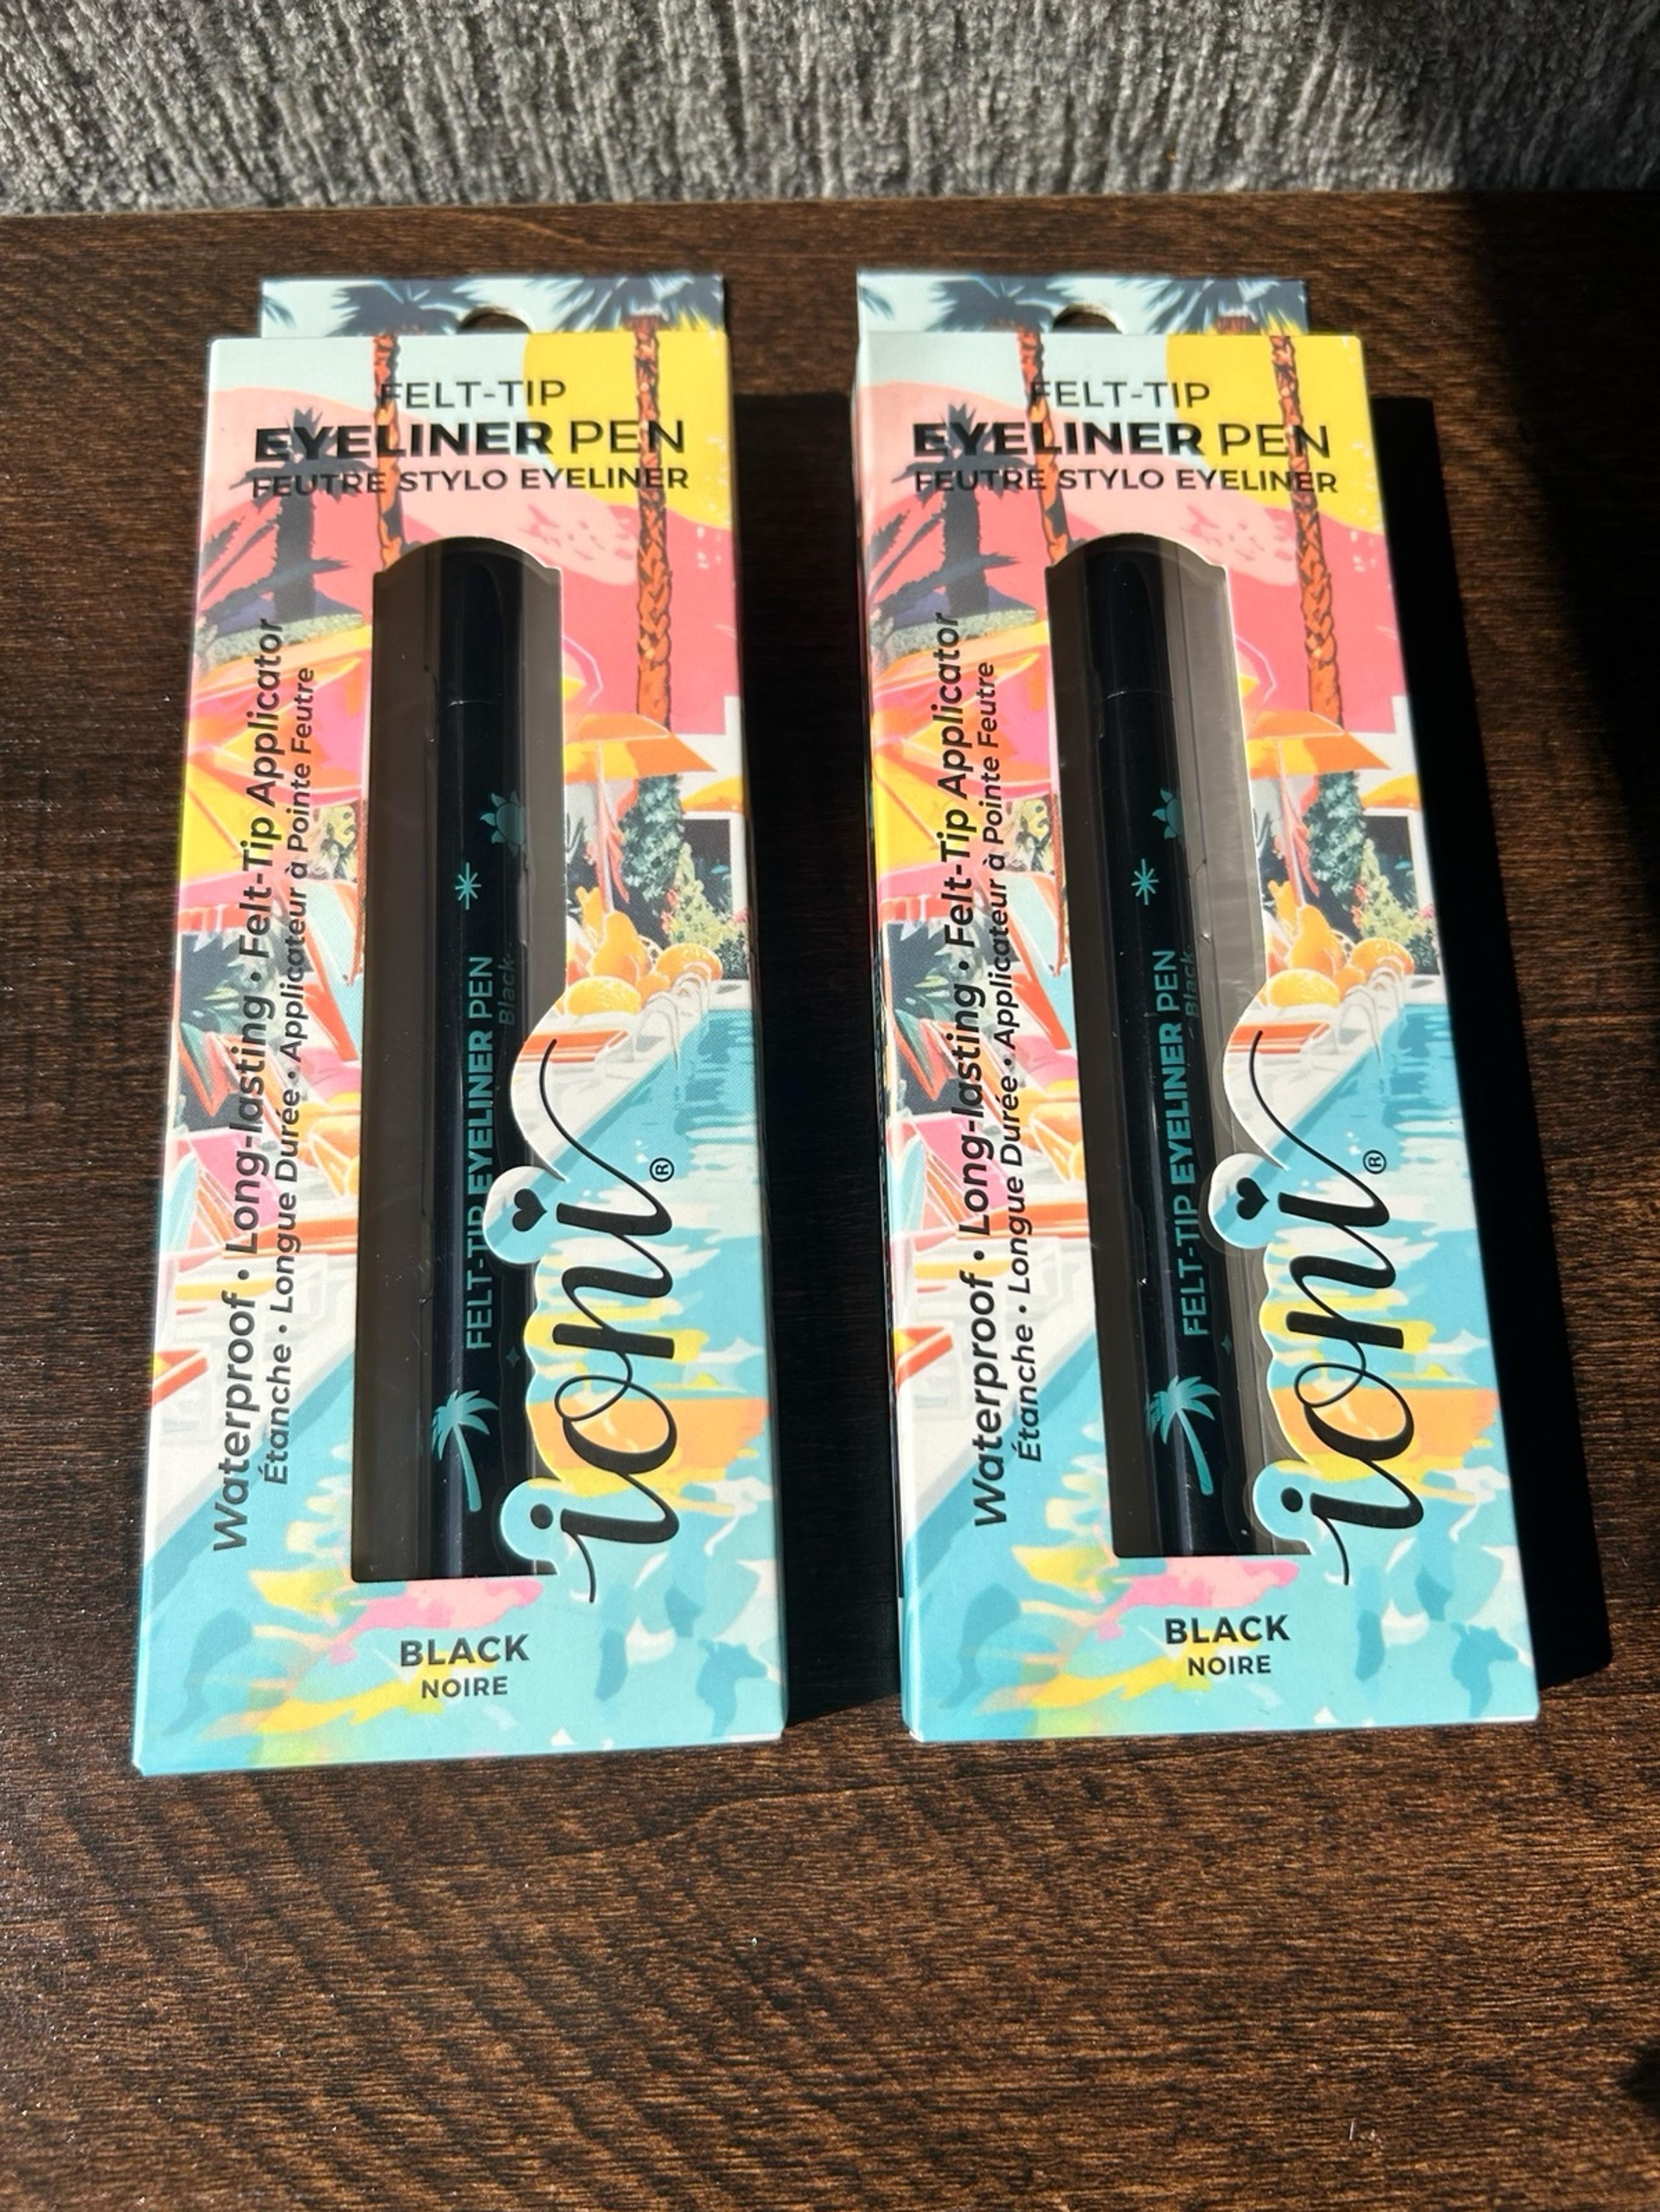 FELT-TIP
EYELINER PEN
FEUTRE STYLO EYELINER
Waterproof • Long-lasting • Felt-Tip Applicator
Étanche • Longue Durée • Applicateur à Pointe Feutre
FELT-TIP EYELINER PEN
Black
ioni®
BLACK
NOIRE
FELT-TIP
EYELINER PEN
FEUTRE STYLO EYELINER
Waterproof • Long-lasting • Felt-Tip Applicator
Étanche • Longue Durée • Applicateur à Pointe Feutre
FELT-TIP EYELINER PEN
Black
ioni®
BLACK
NOIRE